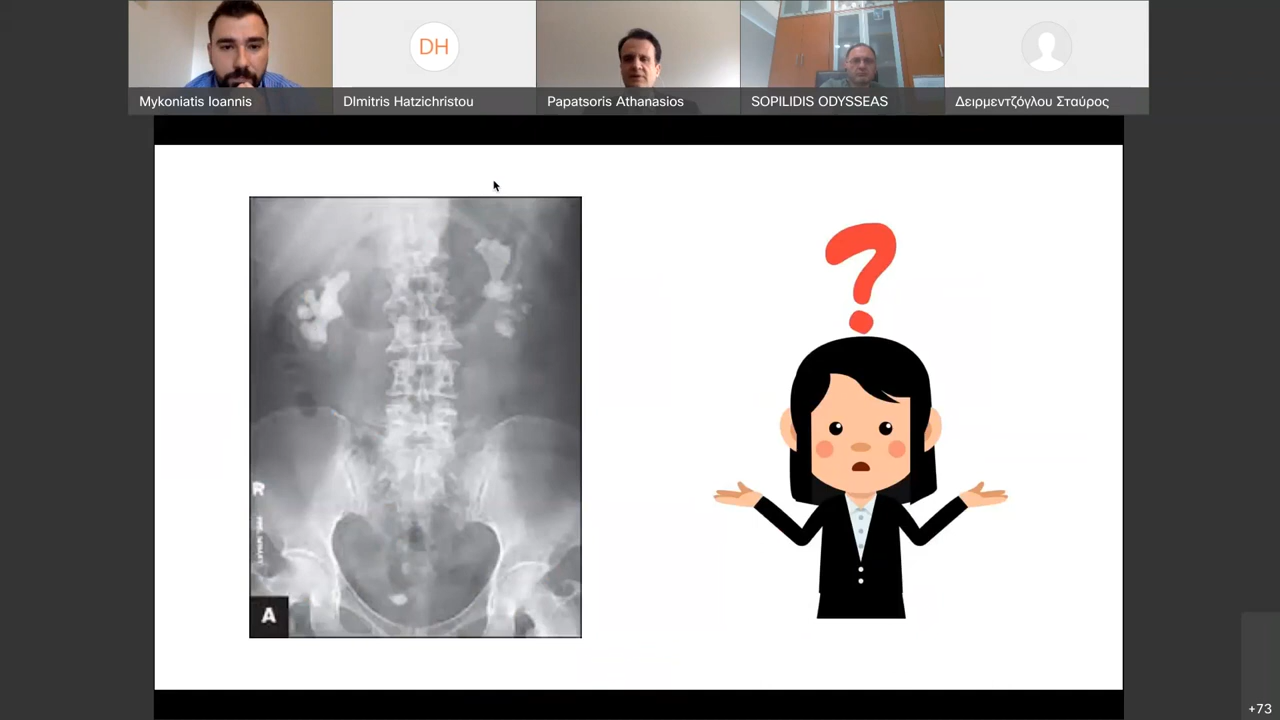 DH
Mykoniatis Ioannis
DImitris Hatzichristou
Papatsoris Athanasios
SOPILIDIS ODYSSEAS
Δειρμεντζόγλου Σταύρος
?
R
A
+73